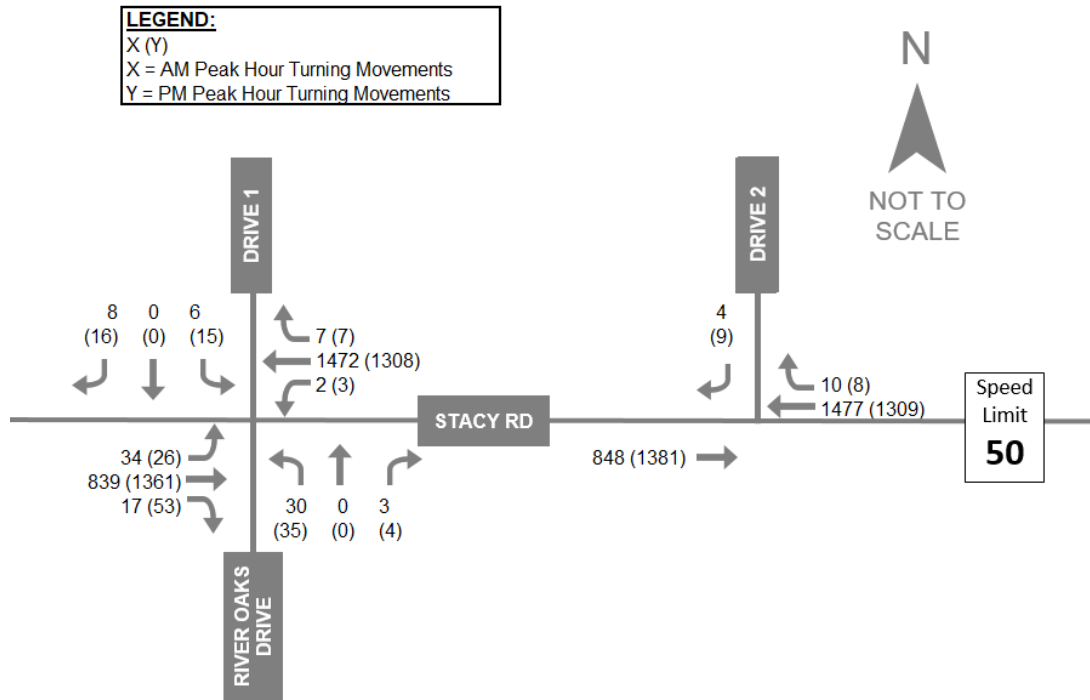 LEGEND:
X (Y)
X = AM Peak Hour Turning Movements
Y = PM Peak Hour Turning Movements
N
NOT TO
SCALE
DRIVE 1
DRIVE 2
8 0 6
(16) (0) (15)
7 (7)
1472 (1308)
2 (3)
4
(9)
10 (8)
1477 (1309)
Speed
Limit
50
STACY RD
34 (26)
839 (1361)
17 (53)
30 0 3
(35) (0) (4)
848 (1381)
RIVER OAKS
DRIVE